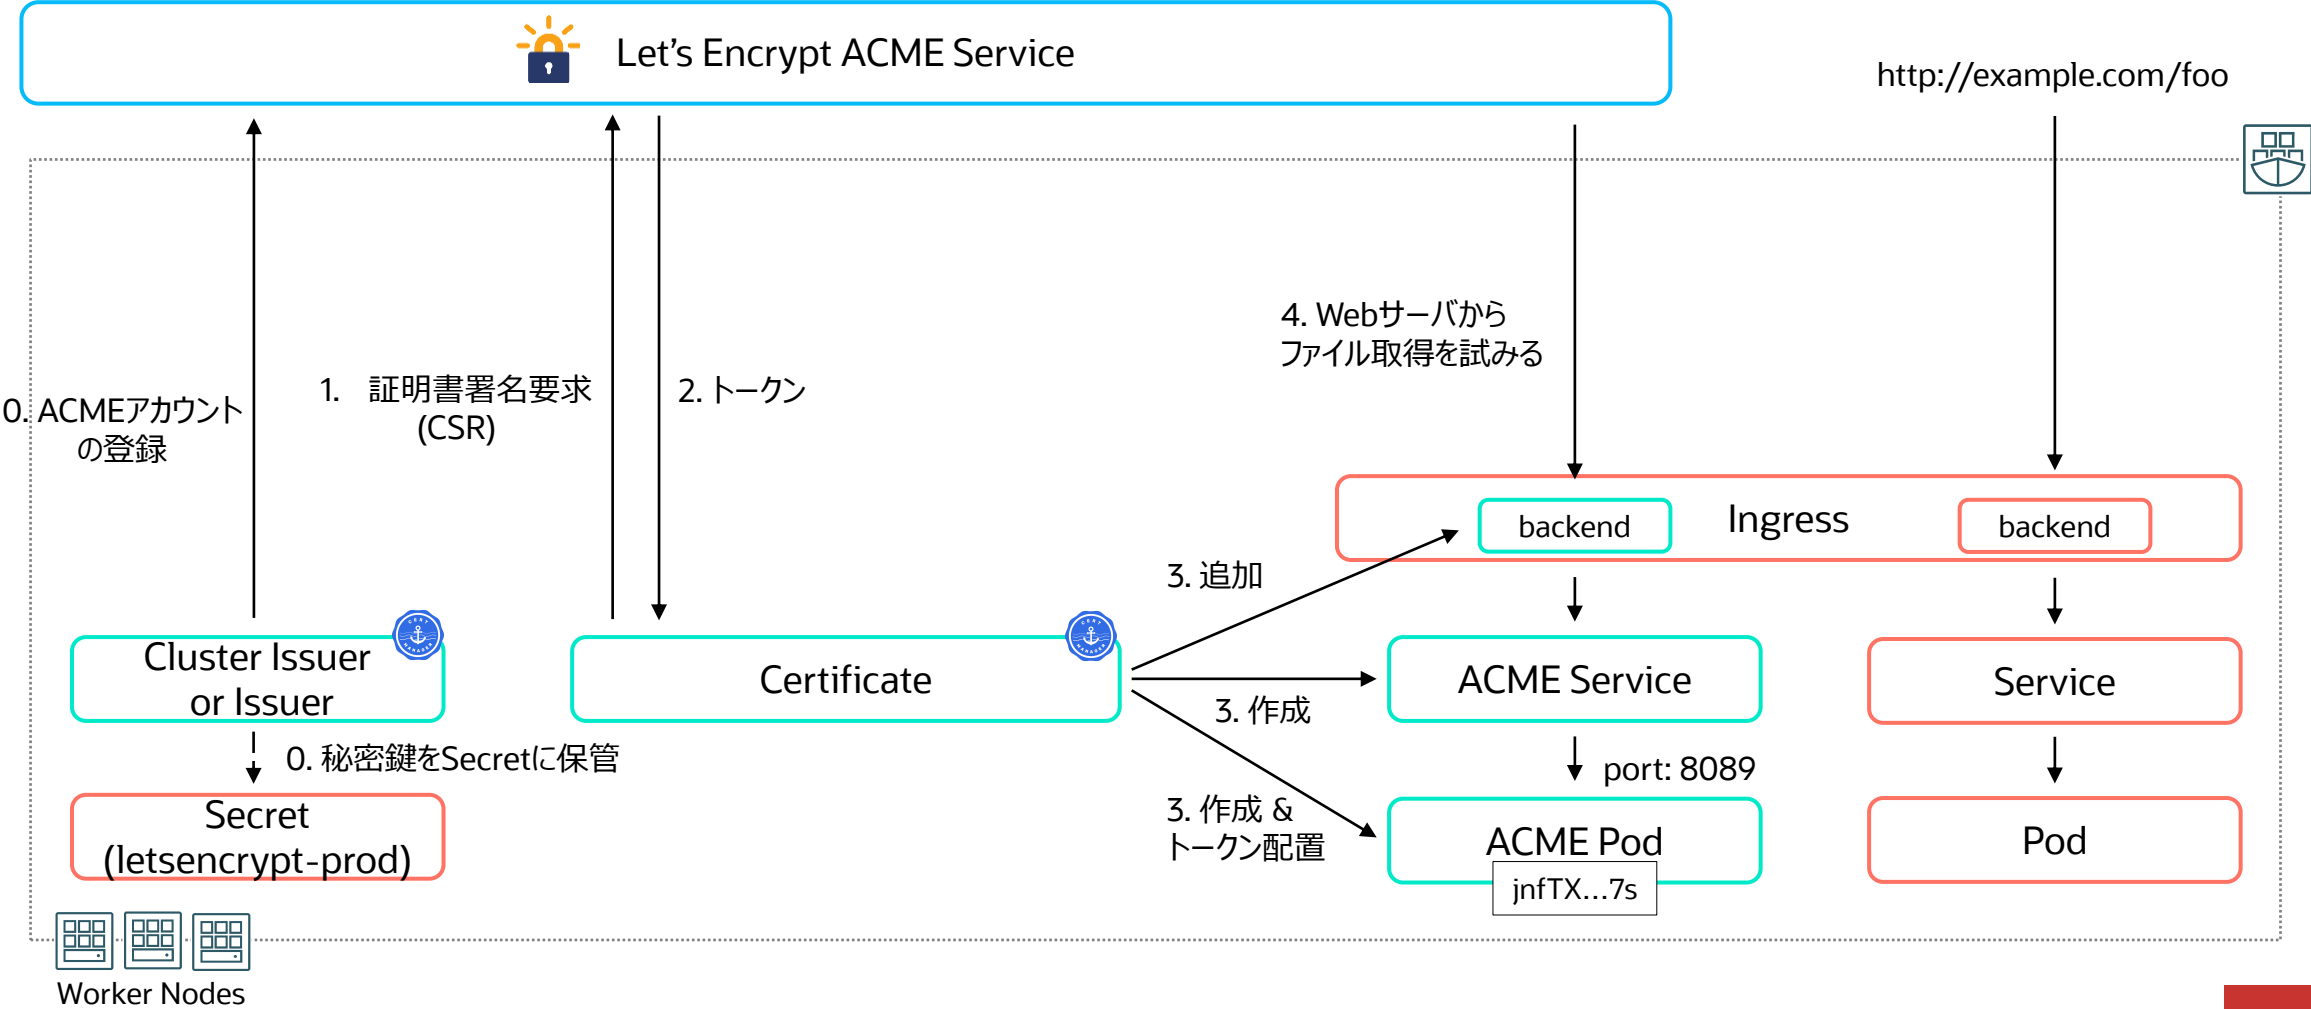 Let's Encrypt ACME Service
http://example.com/foo
0. ACMEアカウント
の登録
1. 証明書署名要求
(CSR)
2. トークン
4. Webサーバから
ファイル取得を試みる
backend
Ingress
backend
3. 追加
Cluster Issuer
or Issuer
CERT
MANAGER
Certificate
CERT
MANAGER
ACME Service
Service
3. 作成
0. 秘密鍵をSecretに保管
port: 8089
Secret
(letsencrypt-prod)
3. 作成 &
トークン配置
ACME Pod
jnfTX...7s
Pod
Worker Nodes